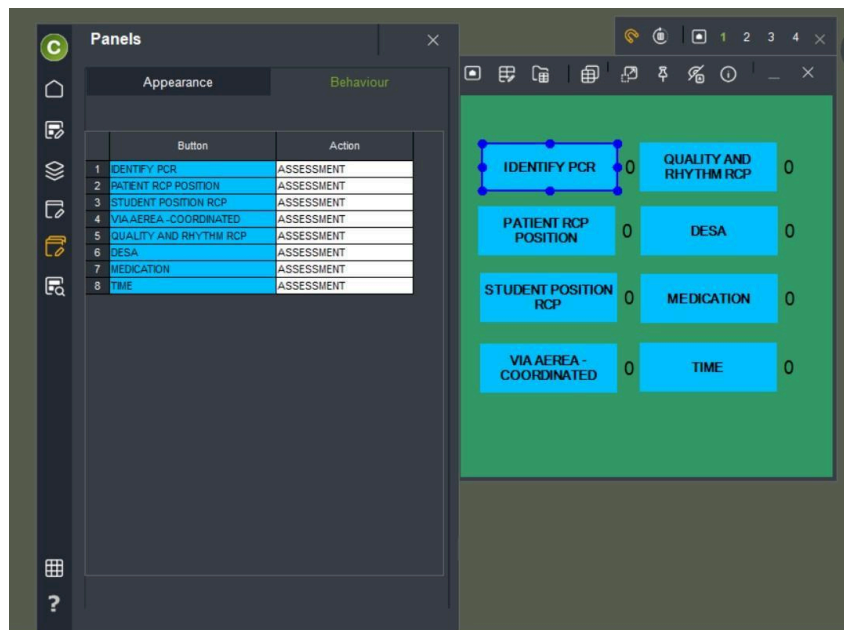 C
Panels
1 2 3 4
Appearance Behaviour
Button Action
1 IDENTIFY PCR ASSESSMENT
2 PATIENT RCP POSITION ASSESSMENT
3 STUDENT POSITION RCP ASSESSMENT
4 VIA AEREA -COORDINATED ASSESSMENT
5 QUALITY AND RHYTHM RCP ASSESSMENT
6 DESA ASSESSMENT
7 MEDICATION ASSESSMENT
8 TIME ASSESSMENT
IDENTIFY PCR 0
QUALITY AND
RHYTHM RCP 0
PATIENT RCP
POSITION 0
DESA 0
STUDENT POSITION
RCP 0
MEDICATION 0
VIA AEREA -
COORDINATED 0
TIME 0
?